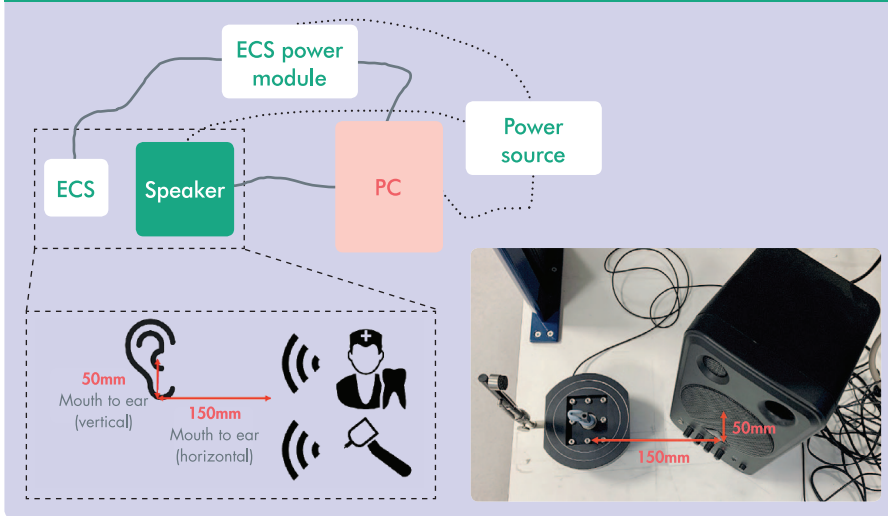 ECS power
module
Power
source
ECS
Speaker
PC
50mm
Mouth to ear
(vertical)
150mm
Mouth to ear
(horizontal)
50mm
150mm